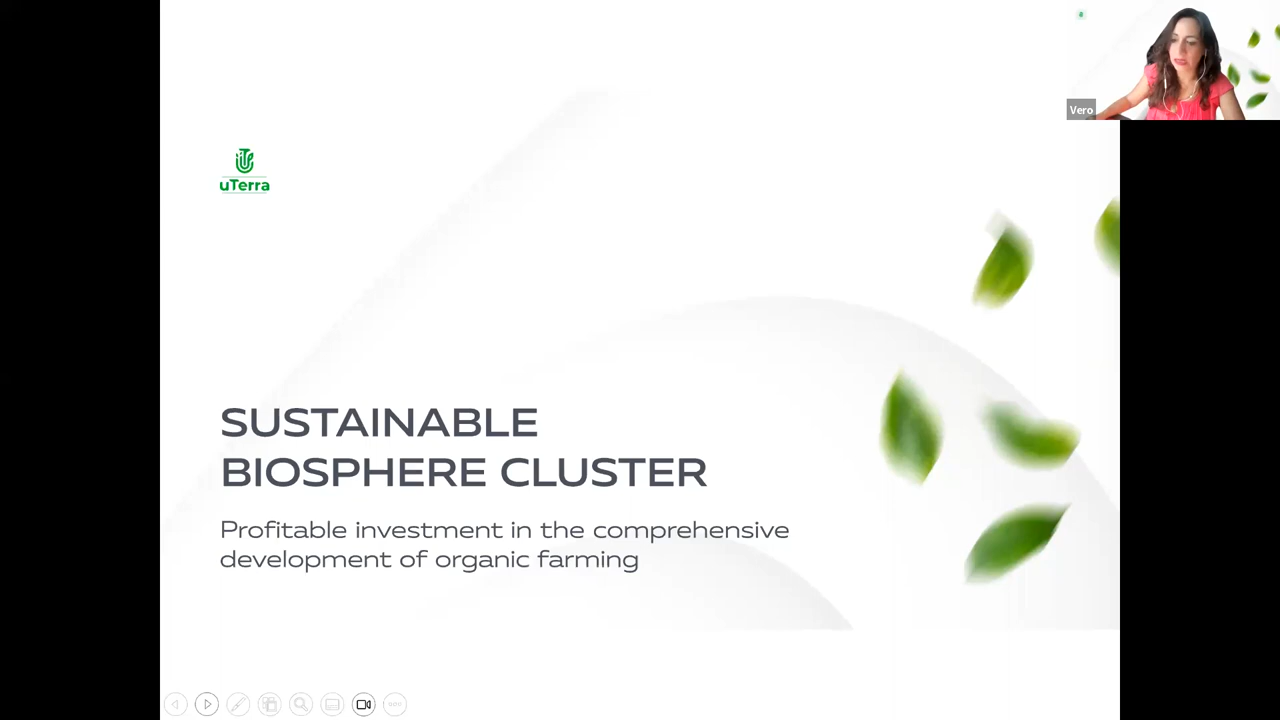 Vero
uTerra
SUSTAINABLE
BIOSPHERE CLUSTER
Profitable investment in the comprehensive
development of organic farming